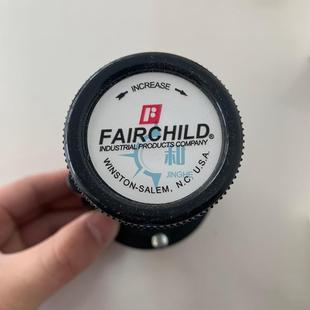 INCREASE
FAIRCHILD®
INDUSTRIAL PRODUCTS COMPANY
和
JINGHE
WINSTON-SALEM, N.C. U.S.A.